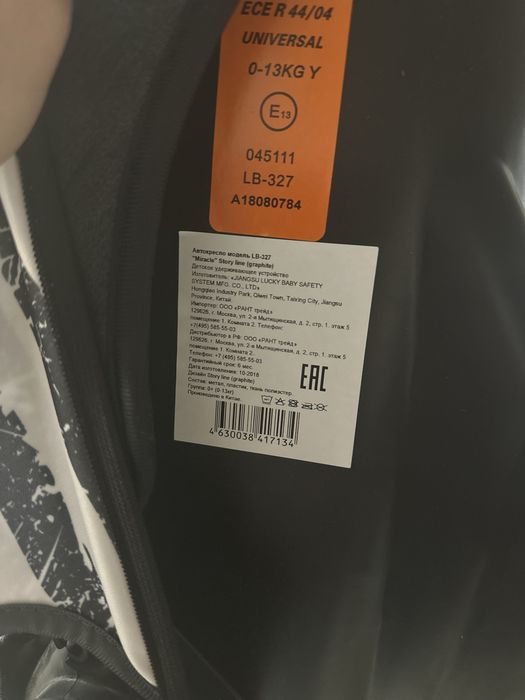 ECE R 44/04
UNIVERSAL
0-13KG Y
E13
045111
LB-327
A18080784
Автокресло модель LB-327
"Miracle" Story line (graphite)
Детское удерживающее устройство
Изготовитель: «JIANGSU LUCKY BABY SAFETY
SYSTEM MFG. CO., LTD»
Hongqiao Industry Park, Qiwei Town, Taixing City, Jiangsu
Province, Китай.
Импортер: ООО «РАНТ трейд»
129626, г. Москва, ул. 2-я Мытищинская, д. 2, стр. 1. этаж 5
помещение 1. Комната 2. Телефон:
+7(495) 585-55-03
Дистрибьютор в РФ: ООО «РАНТ трейд»
129626, г. Москва, ул. 2-я Мытищинская, д. 2, стр. 1. этаж 5
помещение 1. Комната 2.
Телефон: +7 (495) 585-55-03
Гарантийный срок: 6 мес.
Дата изготовления: 10-2018
Дизайн Story line (graphite)
Состав: метал, пластик, ткань полиэстер.
Группа: 0+ (0-13кг)
Произведено в Китае.
EAC
4 630038 417134